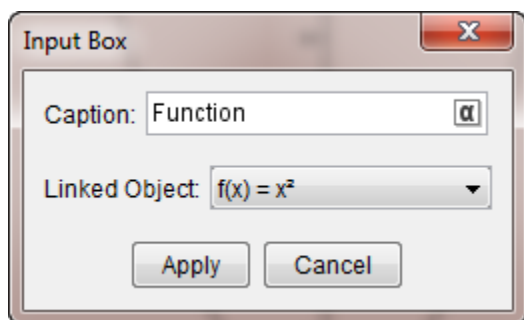 Input Box
Caption: Function α
Linked Object: f(x) = x²
Apply Cancel